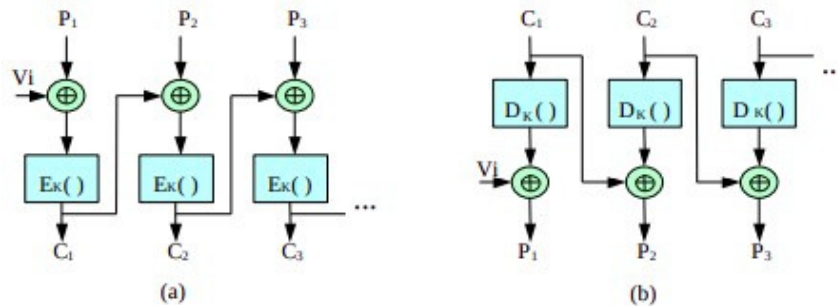 P₁ P₂ P₃
Vi
Eₖ( ) Eₖ( ) Eₖ( )
...
C₁ C₂ C₃
(a)
C₁ C₂ C₃
..
Dₖ( ) Dₖ( ) Dₖ( )
Vi
P₁ P₂ P₃
(b)